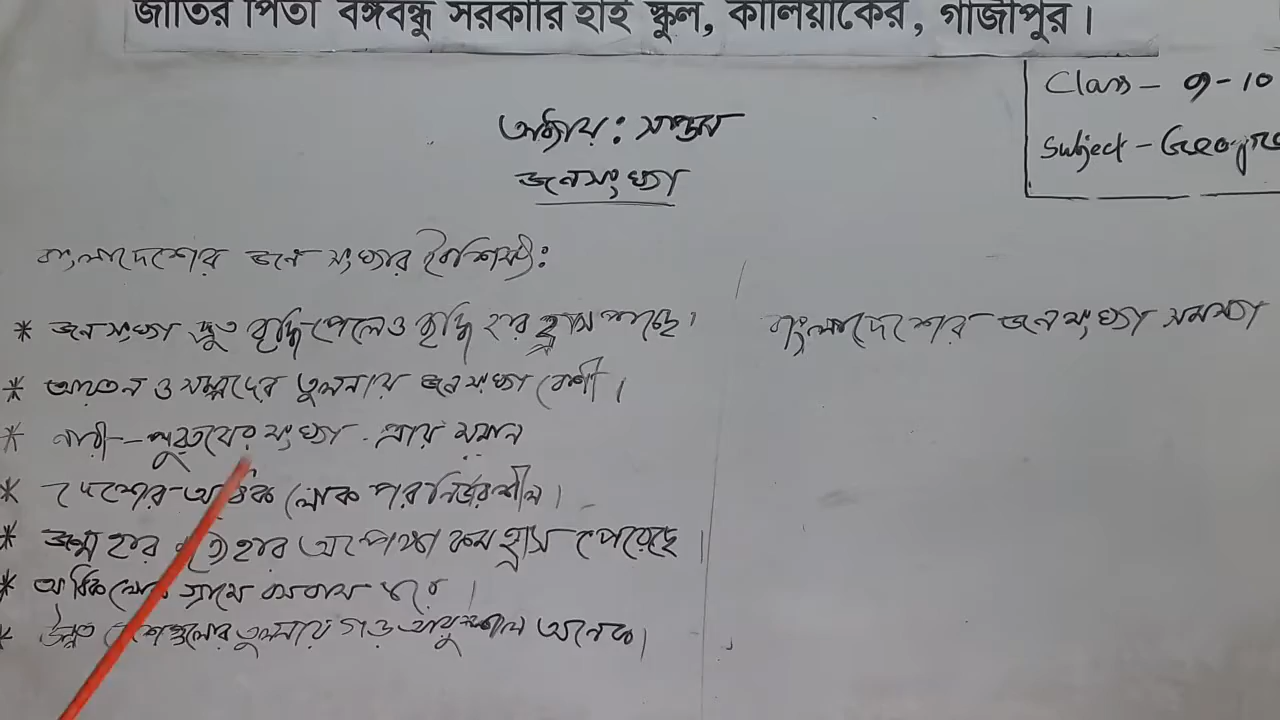 জাতির পিতা বঙ্গবন্ধু সরকারি হাই স্কুল, কালিয়াকৈর, গাজীপুর।
Class - 9-10
Subject - Geogra
অধ্যায়: সপ্তম
জনসংখ্যা
বাংলাদেশের জনসংখ্যার বৈশিষ্ট্য:
* জনসংখ্যা দ্রুত বৃদ্ধি পেলেও বৃদ্ধি হার হ্রাস পাচ্ছে।
* আয়তন ও সম্পদের তুলনায় জনসংখ্যা বেশী।
* নারী-পুরুষের সংখ্যা প্রায় সমান
* দেশের অর্ধেক লোক পরনির্ভরশীল।
* জন্ম হার মৃত্যু হার অপেক্ষা কম হ্রাস পেয়েছে।
* অধিক লোক গ্রামে বসবাস করে।
* উন্নত দেশগুলোর তুলনায় গড় আয়ুষ্কাল অনেক।
বাংলাদেশের জনসংখ্যা সমস্যা